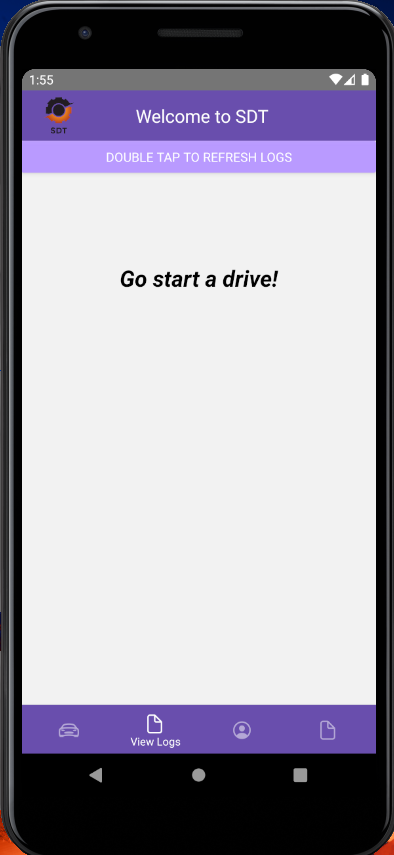 1:55
SDT
Welcome to SDT
DOUBLE TAP TO REFRESH LOGS
Go start a drive!
View Logs